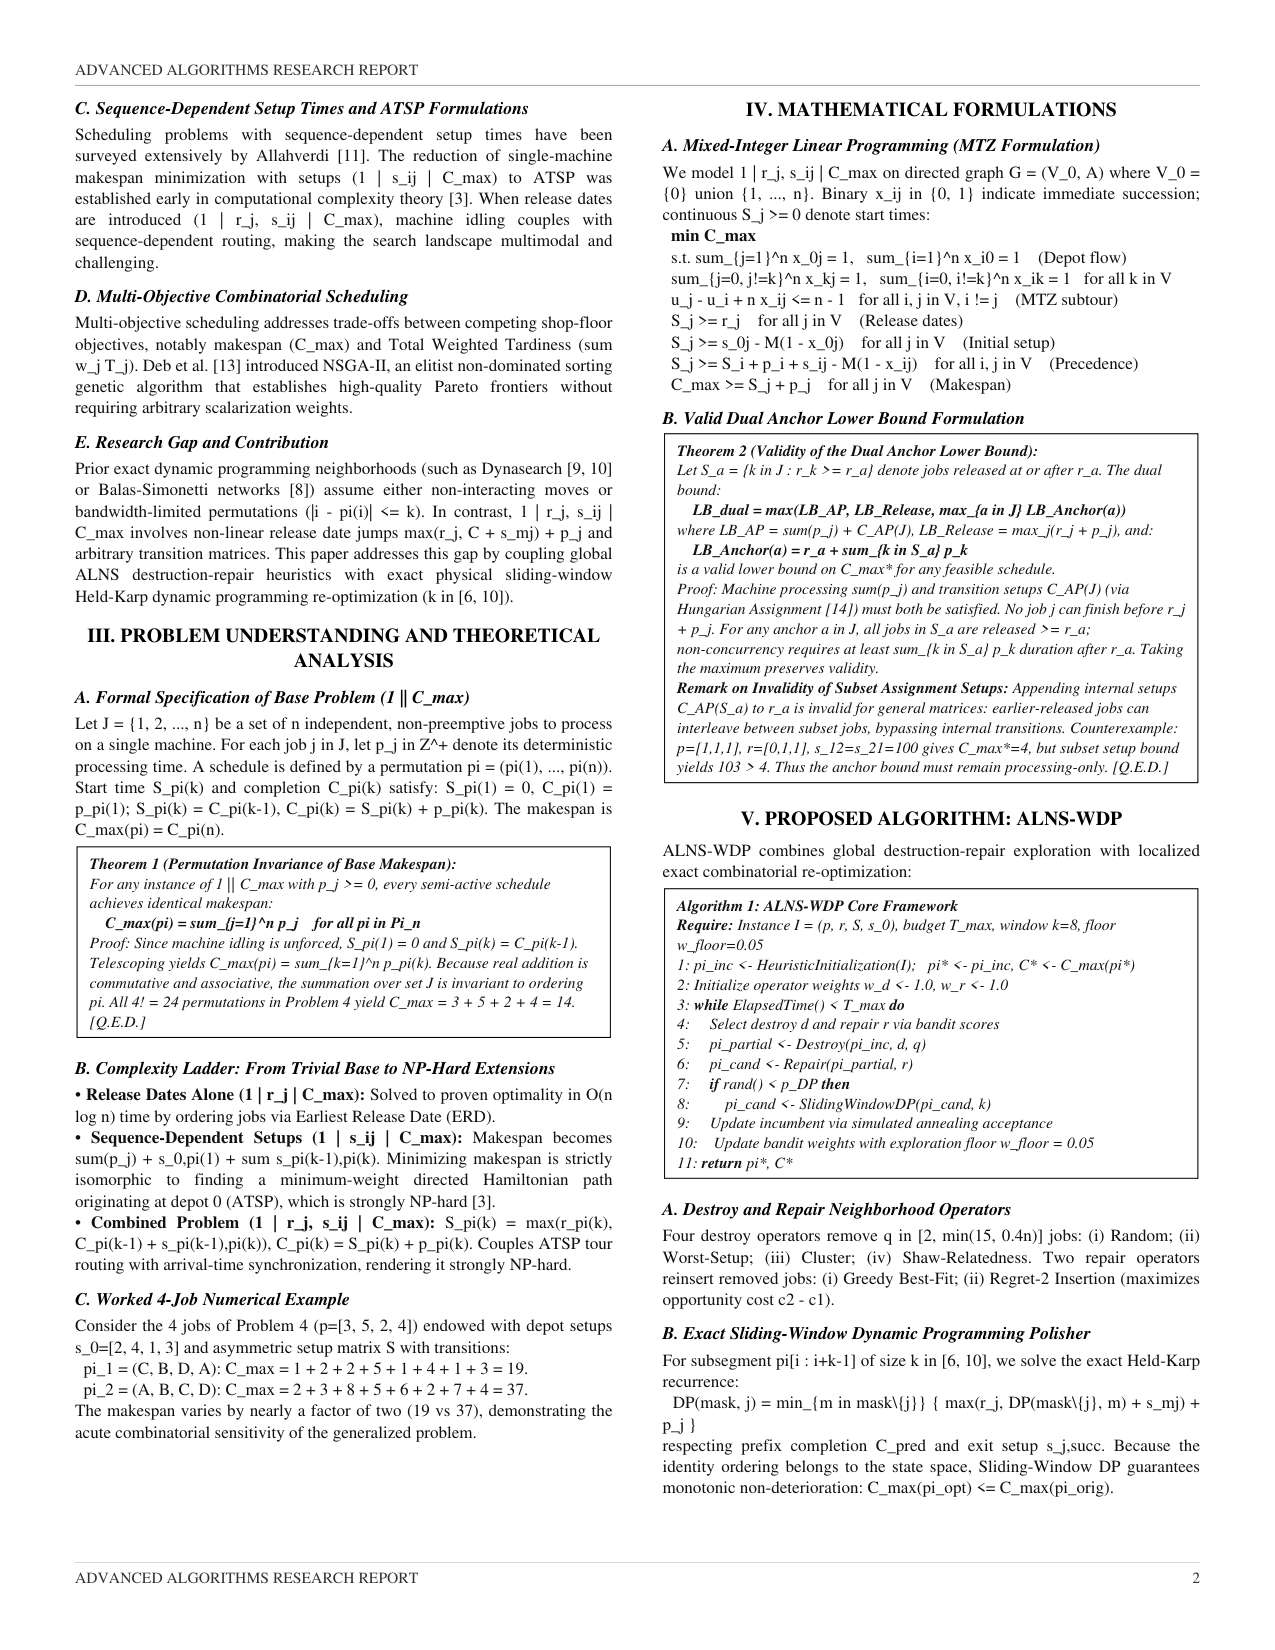 ADVANCED ALGORITHMS RESEARCH REPORT
C. Sequence-Dependent Setup Times and ATSP Formulations
Scheduling problems with sequence-dependent setup times have been
surveyed extensively by Allahverdi [11]. The reduction of single-machine
makespan minimization with setups (1 | s_ij | C_max) to ATSP was
established early in computational complexity theory [3]. When release dates
are introduced (1 | r_j, s_ij | C_max), machine idling couples with
sequence-dependent routing, making the search landscape multimodal and
challenging.
D. Multi-Objective Combinatorial Scheduling
Multi-objective scheduling addresses trade-offs between competing shop-floor
objectives, notably makespan (C_max) and Total Weighted Tardiness (sum
w_j T_j). Deb et al. [13] introduced NSGA-II, an elitist non-dominated sorting
genetic algorithm that establishes high-quality Pareto frontiers without
requiring arbitrary scalarization weights.
E. Research Gap and Contribution
Prior exact dynamic programming neighborhoods (such as Dynasearch [9, 10]
or Balas-Simonetti networks [8]) assume either non-interacting moves or
bandwidth-limited permutations (|i - pi(i)| <= k). In contrast, 1 | r_j, s_ij |
C_max involves non-linear release date jumps max(r_j, C + s_mj) + p_j and
arbitrary transition matrices. This paper addresses this gap by coupling global
ALNS destruction-repair heuristics with exact physical sliding-window
Held-Karp dynamic programming re-optimization (k in [6, 10]).
III. PROBLEM UNDERSTANDING AND THEORETICAL
ANALYSIS
A. Formal Specification of Base Problem (1 || C_max)
Let J = {1, 2, ..., n} be a set of n independent, non-preemptive jobs to process
on a single machine. For each job j in J, let p_j in Z^+ denote its deterministic
processing time. A schedule is defined by a permutation pi = (pi(1), ..., pi(n)).
Start time S_pi(k) and completion C_pi(k) satisfy: S_pi(1) = 0, C_pi(1) =
p_pi(1); S_pi(k) = C_pi(k-1), C_pi(k) = S_pi(k) + p_pi(k). The makespan is
C_max(pi) = C_pi(n).
Theorem 1 (Permutation Invariance of Base Makespan):
For any instance of 1 || C_max with p_j >= 0, every semi-active schedule
achieves identical makespan:
C_max(pi) = sum_{j=1}^n p_j for all pi in Pi_n
Proof: Since machine idling is unforced, S_pi(1) = 0 and S_pi(k) = C_pi(k-1).
Telescoping yields C_max(pi) = sum_{k=1}^n p_pi(k). Because real addition is
commutative and associative, the summation over set J is invariant to ordering
pi. All 4! = 24 permutations in Problem 4 yield C_max = 3 + 5 + 2 + 4 = 14.
[Q.E.D.]
B. Complexity Ladder: From Trivial Base to NP-Hard Extensions
• Release Dates Alone (1 | r_j | C_max): Solved to proven optimality in O(n
log n) time by ordering jobs via Earliest Release Date (ERD).
• Sequence-Dependent Setups (1 | s_ij | C_max): Makespan becomes
sum(p_j) + s_0,pi(1) + sum s_pi(k-1),pi(k). Minimizing makespan is strictly
isomorphic to finding a minimum-weight directed Hamiltonian path
originating at depot 0 (ATSP), which is strongly NP-hard [3].
• Combined Problem (1 | r_j, s_ij | C_max): S_pi(k) = max(r_pi(k),
C_pi(k-1) + s_pi(k-1),pi(k)), C_pi(k) = S_pi(k) + p_pi(k). Couples ATSP tour
routing with arrival-time synchronization, rendering it strongly NP-hard.
C. Worked 4-Job Numerical Example
Consider the 4 jobs of Problem 4 (p=[3, 5, 2, 4]) endowed with depot setups
s_0=[2, 4, 1, 3] and asymmetric setup matrix S with transitions:
pi_1 = (C, B, D, A): C_max = 1 + 2 + 2 + 5 + 1 + 4 + 1 + 3 = 19.
pi_2 = (A, B, C, D): C_max = 2 + 3 + 8 + 5 + 6 + 2 + 7 + 4 = 37.
The makespan varies by nearly a factor of two (19 vs 37), demonstrating the
acute combinatorial sensitivity of the generalized problem.
IV. MATHEMATICAL FORMULATIONS
A. Mixed-Integer Linear Programming (MTZ Formulation)
We model 1 | r_j, s_ij | C_max on directed graph G = (V_0, A) where V_0 =
{0} union {1, ..., n}. Binary x_ij in {0, 1} indicate immediate succession;
continuous S_j >= 0 denote start times:
min C_max
s.t. sum_{j=1}^n x_0j = 1, sum_{i=1}^n x_i0 = 1 (Depot flow)
sum_{j=0, j!=k}^n x_kj = 1, sum_{i=0, i!=k}^n x_ik = 1 for all k in V
u_j - u_i + n x_ij <= n - 1 for all i, j in V, i != j (MTZ subtour)
S_j >= r_j for all j in V (Release dates)
S_j >= s_0j - M(1 - x_0j) for all j in V (Initial setup)
S_j >= S_i + p_i + s_ij - M(1 - x_ij) for all i, j in V (Precedence)
C_max >= S_j + p_j for all j in V (Makespan)
B. Valid Dual Anchor Lower Bound Formulation
Theorem 2 (Validity of the Dual Anchor Lower Bound):
Let S_a = {k in J : r_k >= r_a} denote jobs released at or after r_a. The dual
bound:
LB_dual = max(LB_AP, LB_Release, max_{a in J} LB_Anchor(a))
where LB_AP = sum(p_j) + C_AP(J), LB_Release = max_j(r_j + p_j), and:
LB_Anchor(a) = r_a + sum_{k in S_a} p_k
is a valid lower bound on C_max* for any feasible schedule.
Proof: Machine processing sum(p_j) and transition setups C_AP(J) (via
Hungarian Assignment [14]) must both be satisfied. No job j can finish before r_j
+ p_j. For any anchor a in J, all jobs in S_a are released >= r_a;
non-concurrency requires at least sum_{k in S_a} p_k duration after r_a. Taking
the maximum preserves validity.
Remark on Invalidity of Subset Assignment Setups: Appending internal setups
C_AP(S_a) to r_a is invalid for general matrices: earlier-released jobs can
interleave between subset jobs, bypassing internal transitions. Counterexample:
p=[1,1,1], r=[0,1,1], s_12=s_21=100 gives C_max*=4, but subset setup bound
yields 103 > 4. Thus the anchor bound must remain processing-only. [Q.E.D.]
V. PROPOSED ALGORITHM: ALNS-WDP
ALNS-WDP combines global destruction-repair exploration with localized
exact combinatorial re-optimization:
Algorithm 1: ALNS-WDP Core Framework
Require: Instance I = (p, r, S, s_0), budget T_max, window k=8, floor
w_floor=0.05
1: pi_inc <- HeuristicInitialization(I); pi* <- pi_inc, C* <- C_max(pi*)
2: Initialize operator weights w_d <- 1.0, w_r <- 1.0
3: while ElapsedTime() < T_max do
4: Select destroy d and repair r via bandit scores
5: pi_partial <- Destroy(pi_inc, d, q)
6: pi_cand <- Repair(pi_partial, r)
7: if rand() < p_DP then
8: pi_cand <- SlidingWindowDP(pi_cand, k)
9: Update incumbent via simulated annealing acceptance
10: Update bandit weights with exploration floor w_floor = 0.05
11: return pi*, C*
A. Destroy and Repair Neighborhood Operators
Four destroy operators remove q in [2, min(15, 0.4n)] jobs: (i) Random; (ii)
Worst-Setup; (iii) Cluster; (iv) Shaw-Relatedness. Two repair operators
reinsert removed jobs: (i) Greedy Best-Fit; (ii) Regret-2 Insertion (maximizes
opportunity cost c2 - c1).
B. Exact Sliding-Window Dynamic Programming Polisher
For subsegment pi[i : i+k-1] of size k in [6, 10], we solve the exact Held-Karp
recurrence:
DP(mask, j) = min_{m in mask\{j}} { max(r_j, DP(mask\{j}, m) + s_mj) +
p_j }
respecting prefix completion C_pred and exit setup s_j,succ. Because the
identity ordering belongs to the state space, Sliding-Window DP guarantees
monotonic non-deterioration: C_max(pi_opt) <= C_max(pi_orig).
ADVANCED ALGORITHMS RESEARCH REPORT
2